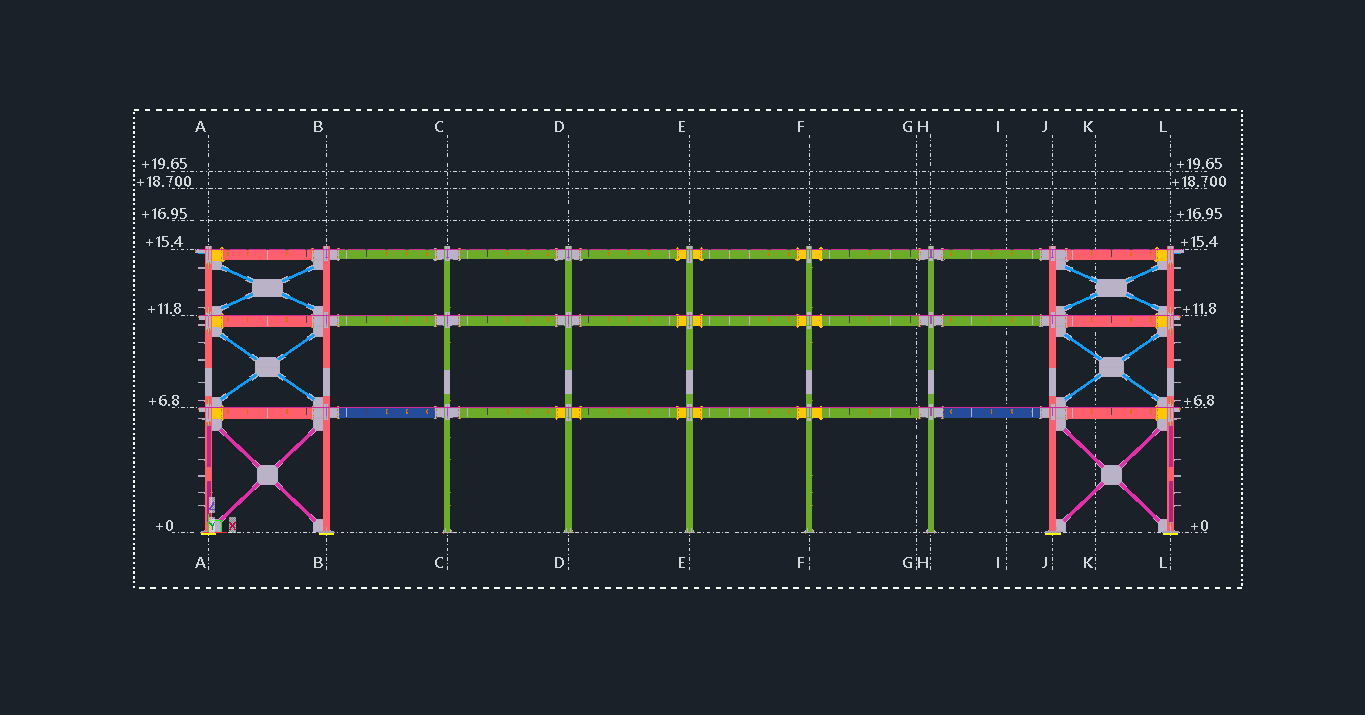 A B C D E F G H I J K L
+19.65 +19.65
+18.700 +18.700
+16.95 +16.95
+15.4 +15.4
+11.8 +11.8
+6.8 +6.8
Z
Y X
+0 +0
A B C D E F G H I J K L